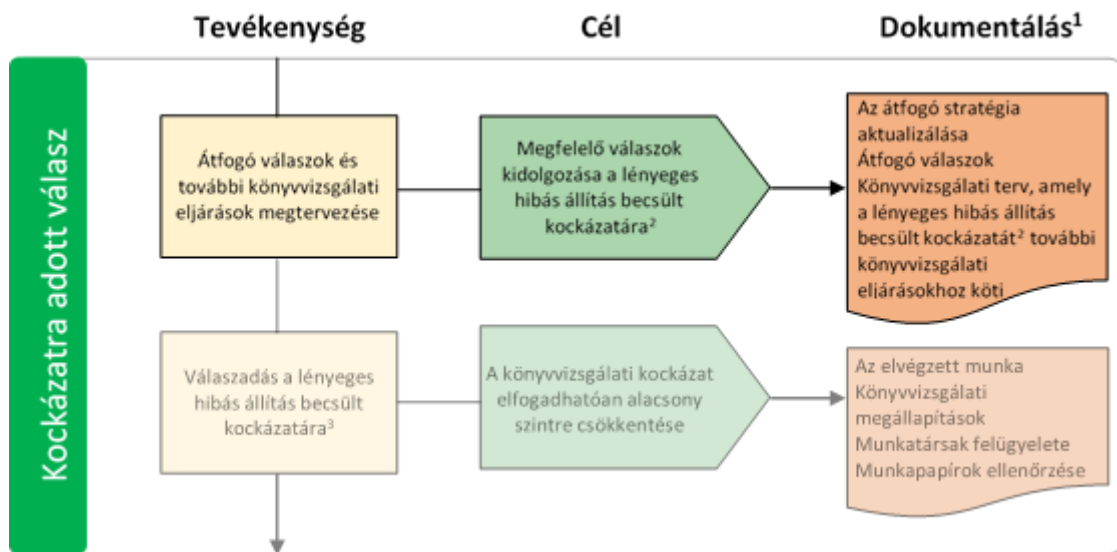 Tevékenység
Cél
Dokumentálás¹
Kockázatra adott válasz
Átfogó válaszok és
további könyvvizsgálati
eljárások megtervezése
Megfelelő válaszok
kidolgozása a lényeges
hibás állítás becsült
kockázatára²
Az átfogó stratégia
aktualizálása
Átfogó válaszok
Könyvvizsgálati terv, amely
a lényeges hibás állítás
becsült kockázatát² további
könyvvizsgálati
eljárásokhoz köti
Válaszadás a lényeges
hibás állítás becsült
kockázatára³
A könyvvizsgálati kockázat
elfogadhatóan alacsony
szintre csökkentése
Az elvégzett munka
Könyvvizsgálati
megállapítások
Munkatársak felügyelete
Munkapapírok ellenőrzése